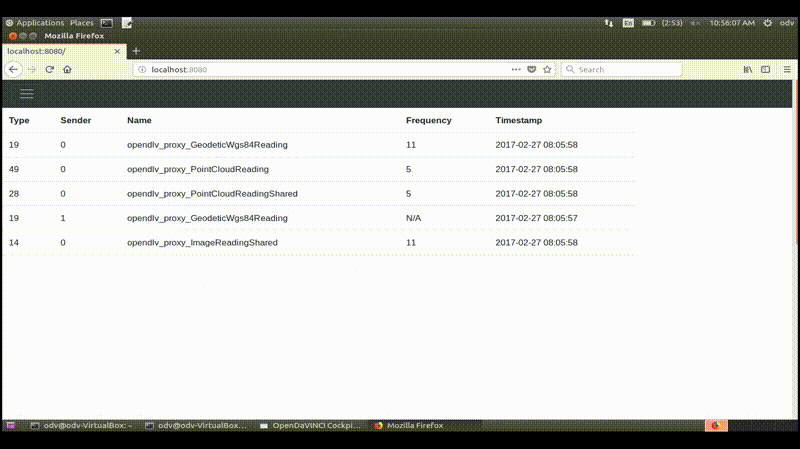 Applications Places En (2:53) 10:56:07 AM odv
Mozilla Firefox
localhost:8080/
localhost:8080 Search
Type Sender Name Frequency Timestamp
19 0 opendlv_proxy_GeodeticWgs84Reading 11 2017-02-27 08:05:58
49 0 opendlv_proxy_PointCloudReading 5 2017-02-27 08:05:58
28 0 opendlv_proxy_PointCloudReadingShared 5 2017-02-27 08:05:58
19 1 opendlv_proxy_GeodeticWgs84Reading N/A 2017-02-27 08:05:57
14 0 opendlv_proxy_ImageReadingShared 11 2017-02-27 08:05:58
odv@odv-VirtualBox: ~ odv@odv-VirtualBox... OpenDaVINCI Cockpi... Mozilla Firefox